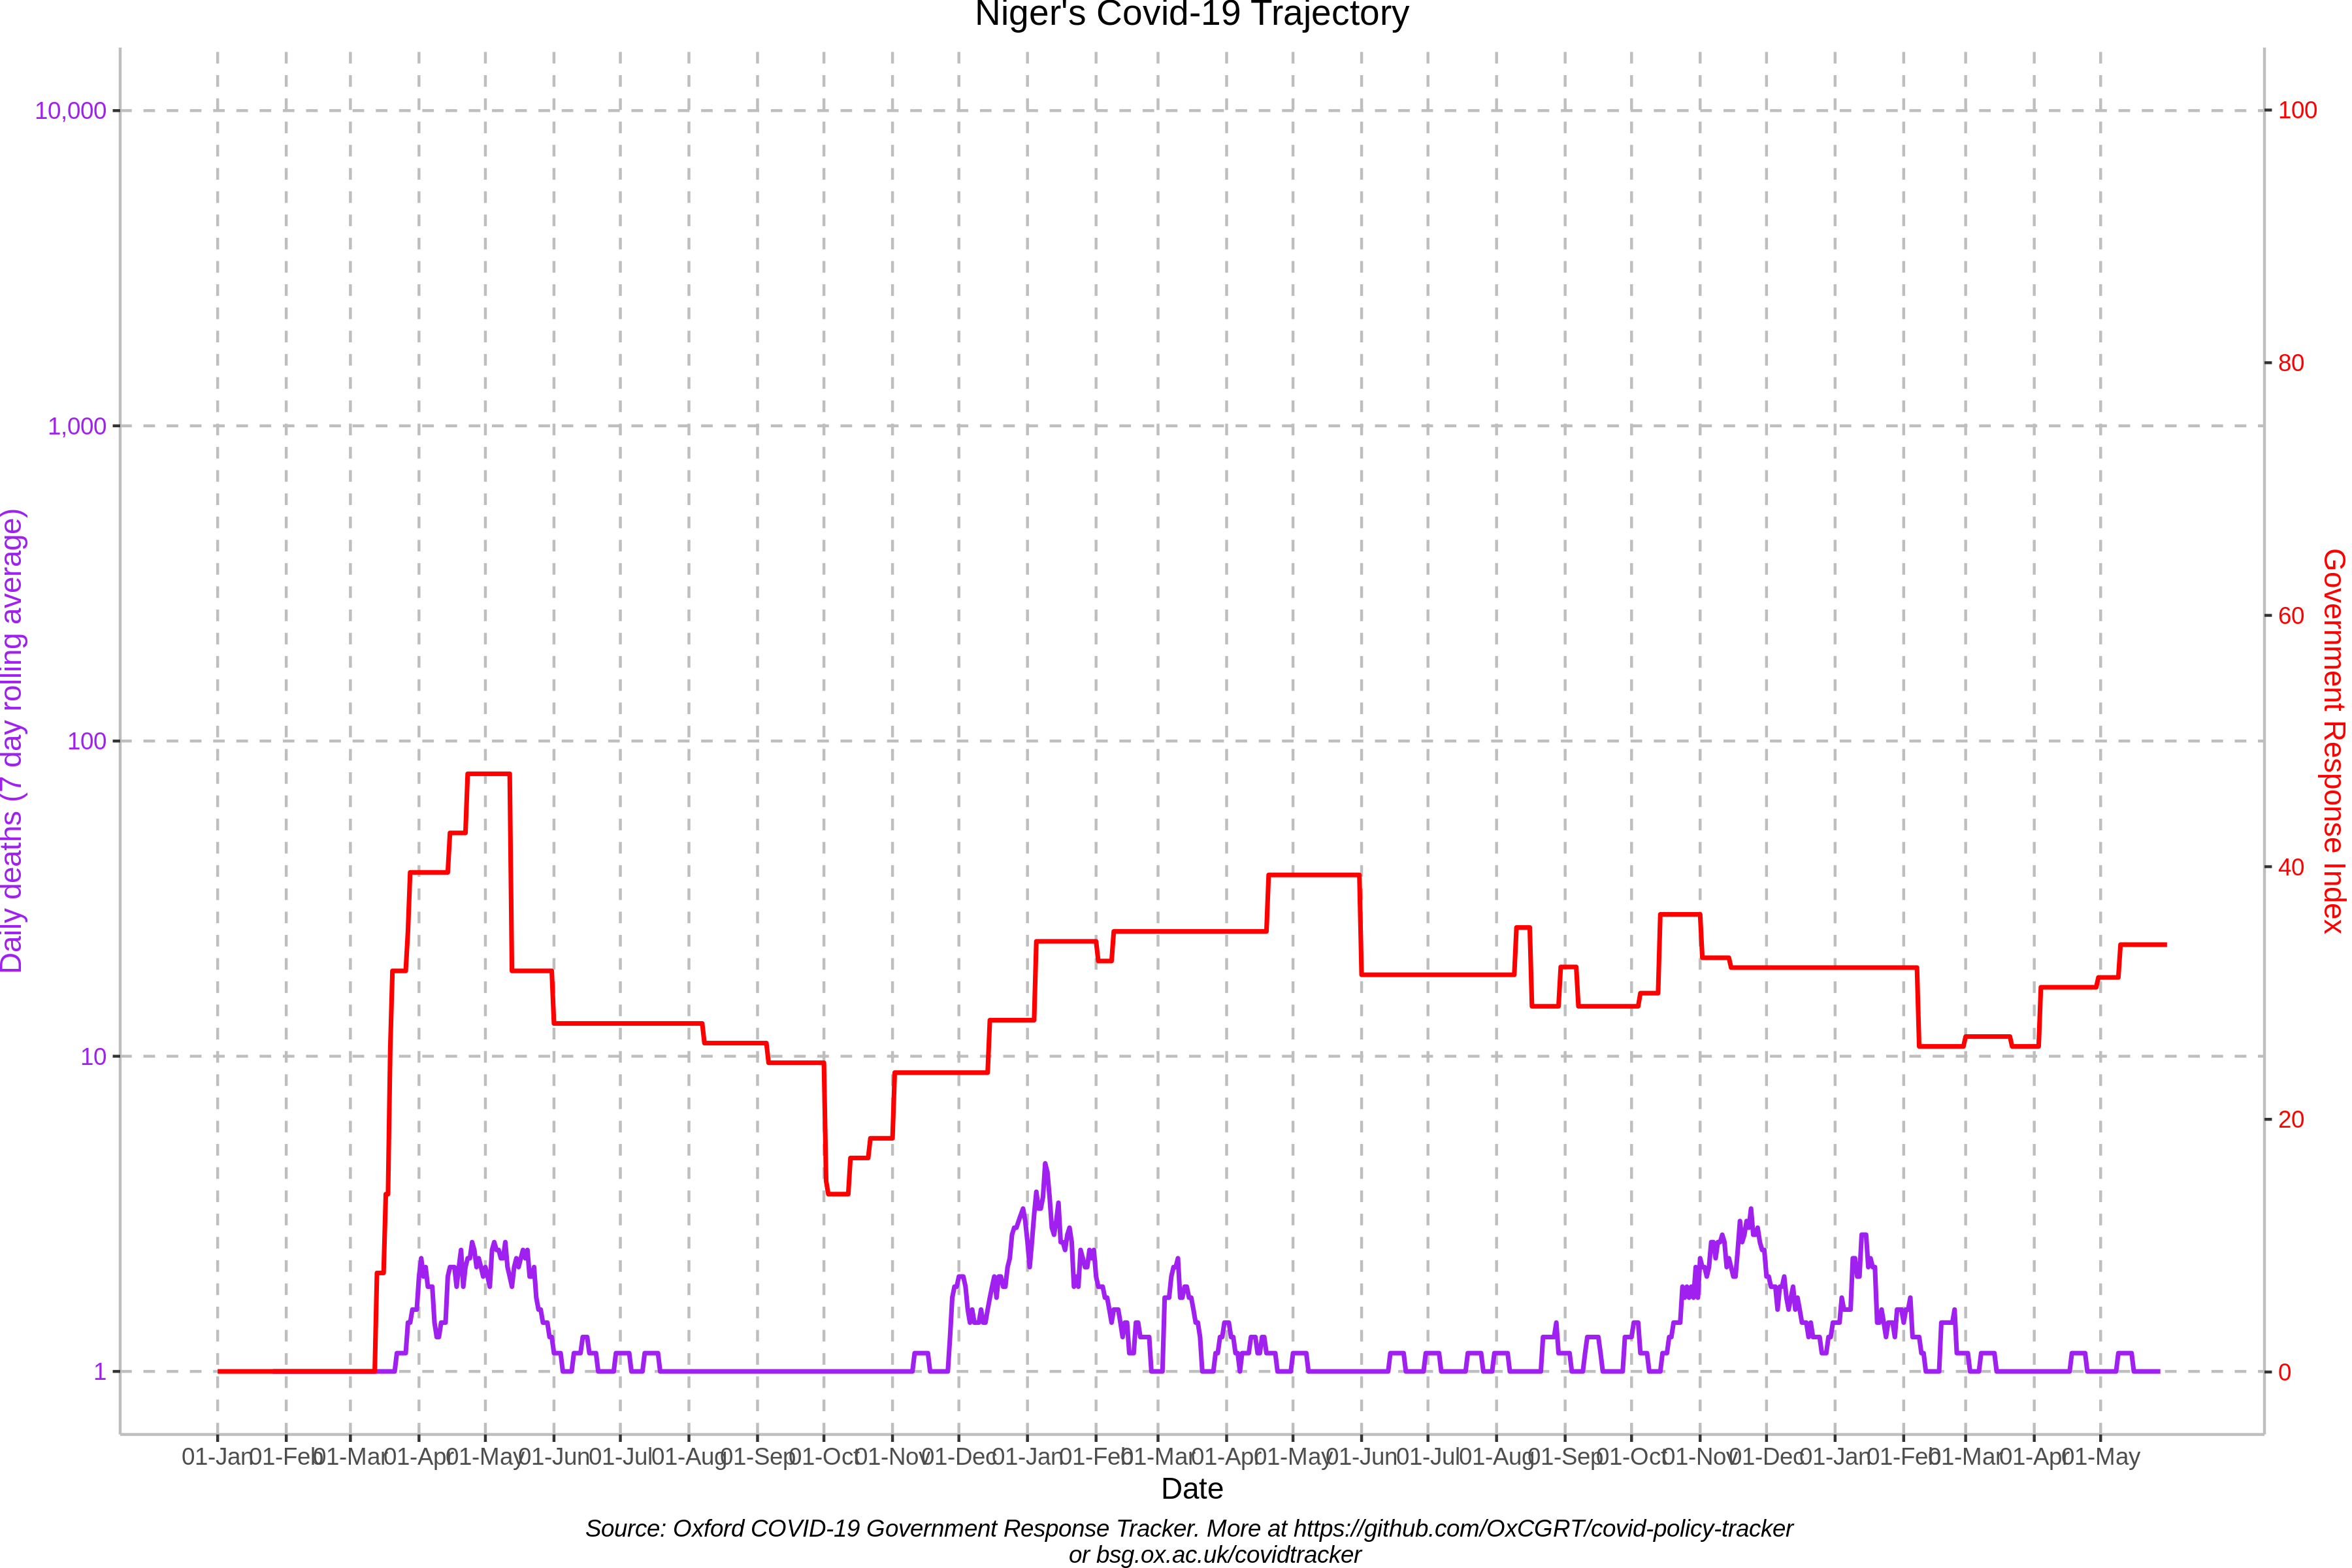 Niger's Covid-19 Trajectory
10,000
1,000
100
10
1
Daily deaths (7 day rolling average)
100
80
60
40
20
0
Government Response Index
01-Jan 01-Feb 01-Mar 01-Apr 01-May 01-Jun 01-Jul 01-Aug 01-Sep 01-Oct 01-Nov 01-Dec 01-Jan 01-Feb 01-Mar 01-Apr 01-May 01-Jun 01-Jul 01-Aug 01-Sep 01-Oct 01-Nov 01-Dec 01-Jan 01-Feb 01-Mar 01-Apr 01-May
Date
Source: Oxford COVID-19 Government Response Tracker. More at https://github.com/OxCGRT/covid-policy-tracker
or bsg.ox.ac.uk/covidtracker